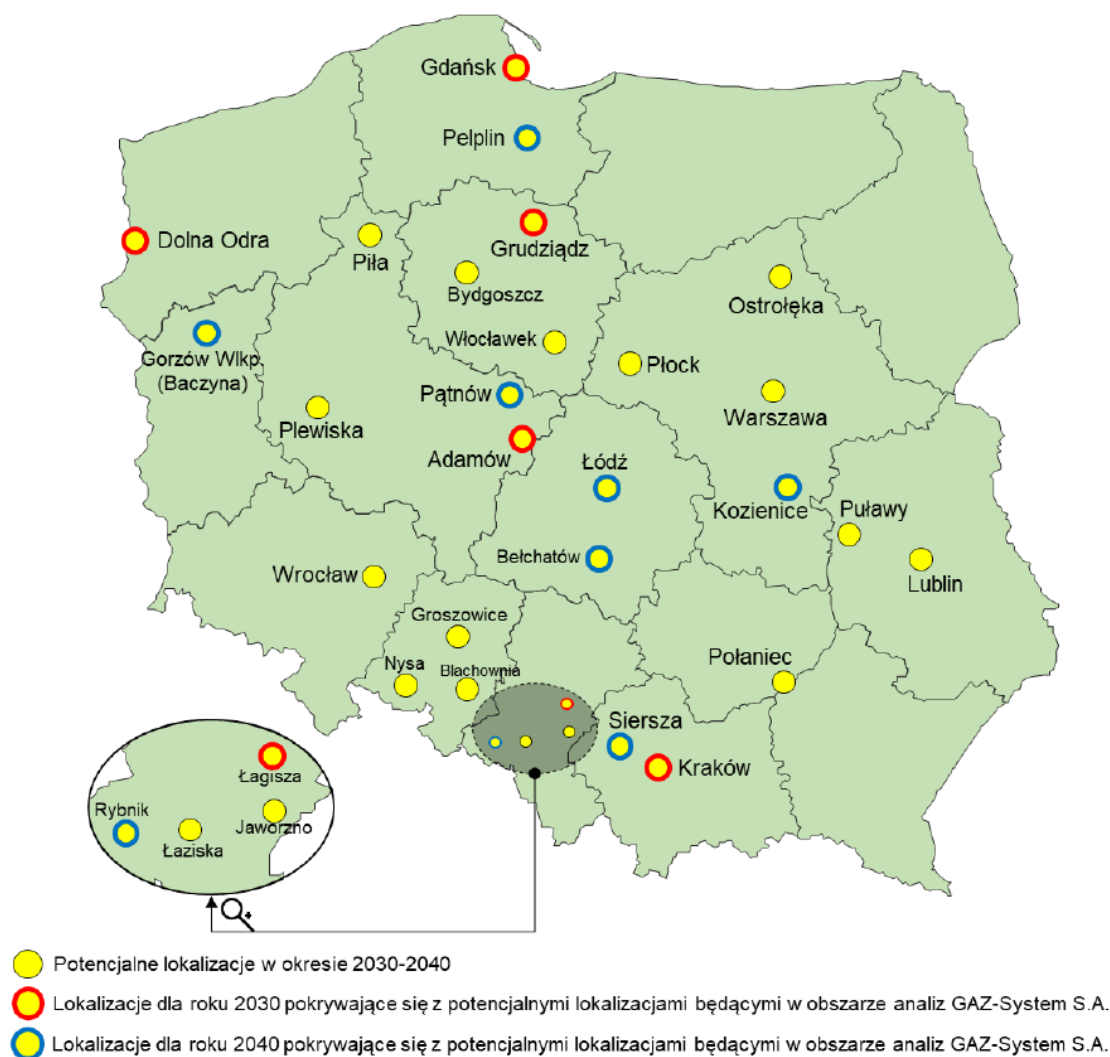 Gdańsk
Pelplin
Dolna Odra
Piła
Grudziądz
Bydgoszcz
Ostrołęka
Włocławek
Gorzów Wlkp.
(Baczyna)
Płock
Pątnów
Warszawa
Plewiska
Adamów
Łódź
Kozienice
Puławy
Bełchatów
Lublin
Wrocław
Groszowice
Nysa
Blachownia
Połaniec
Siersza
Kraków
Łagisza
Rybnik
Jaworzno
Łaziska
Potencjalne lokalizacje w okresie 2030-2040
Lokalizacje dla roku 2030 pokrywające się z potencjalnymi lokalizacjami będącymi w obszarze analiz GAZ-System S.A.
Lokalizacje dla roku 2040 pokrywające się z potencjalnymi lokalizacjami będącymi w obszarze analiz GAZ-System S.A.